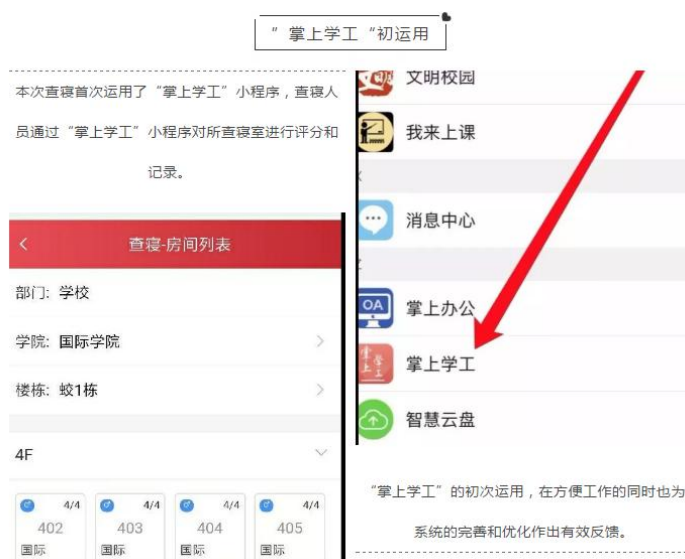 ”掌上学工“初运用
本次查寝首次运用了“掌上学工”小程序，查寝人
员通过“掌上学工”小程序对所查寝室进行评分和
记录。
查寝-房间列表
部门: 学校
学院: 国际学院
楼栋: 蛟1栋
4F
4/4
4/4
4/4
4/4
402
403
404
405
国际
国际
国际
国际
文明校园
我来上课
X
消息中心
Z
OA
掌上办公
掌上学工
掌上学工
智慧云盘
“掌上学工”的初次运用，在方便工作的同时也为
系统的完善和优化作出有效反馈。